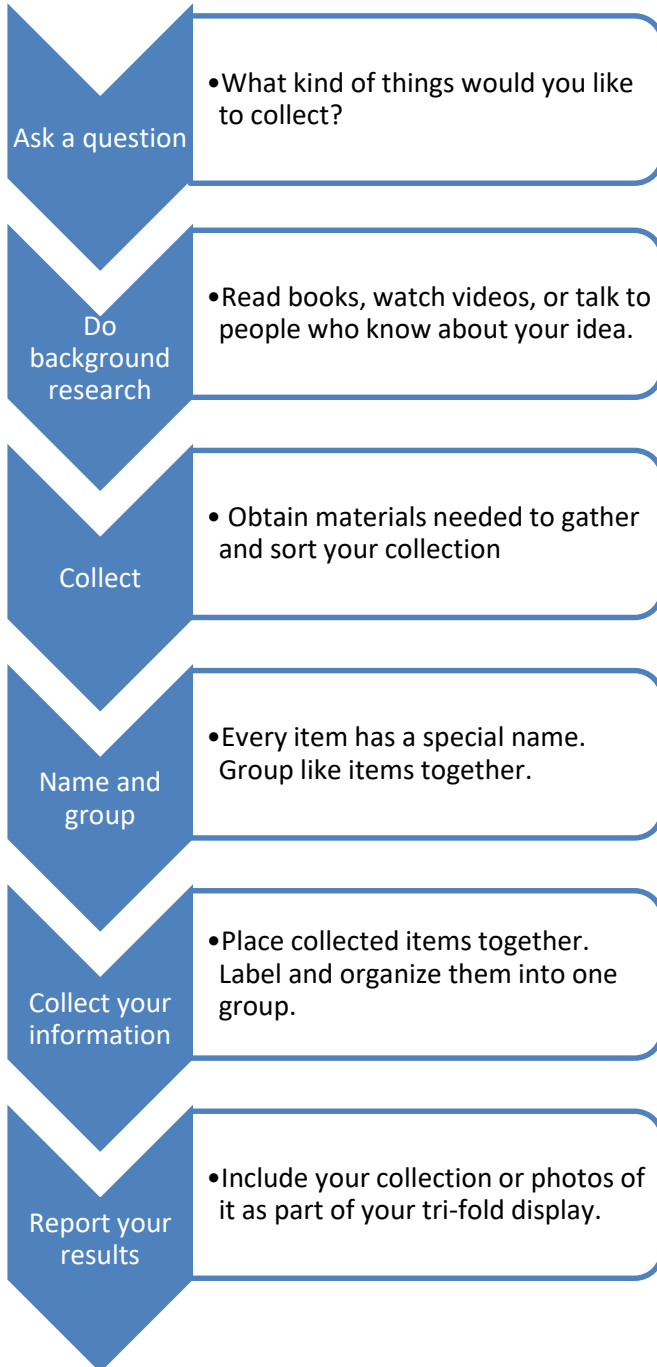 Ask a question
•What kind of things would you like
to collect?
Do
background
research
•Read books, watch videos, or talk to
people who know about your idea.
Collect
• Obtain materials needed to gather
and sort your collection
Name and
group
•Every item has a special name.
Group like items together.
Collect your
information
•Place collected items together.
Label and organize them into one
group.
Report your
results
•Include your collection or photos of
it as part of your tri-fold display.